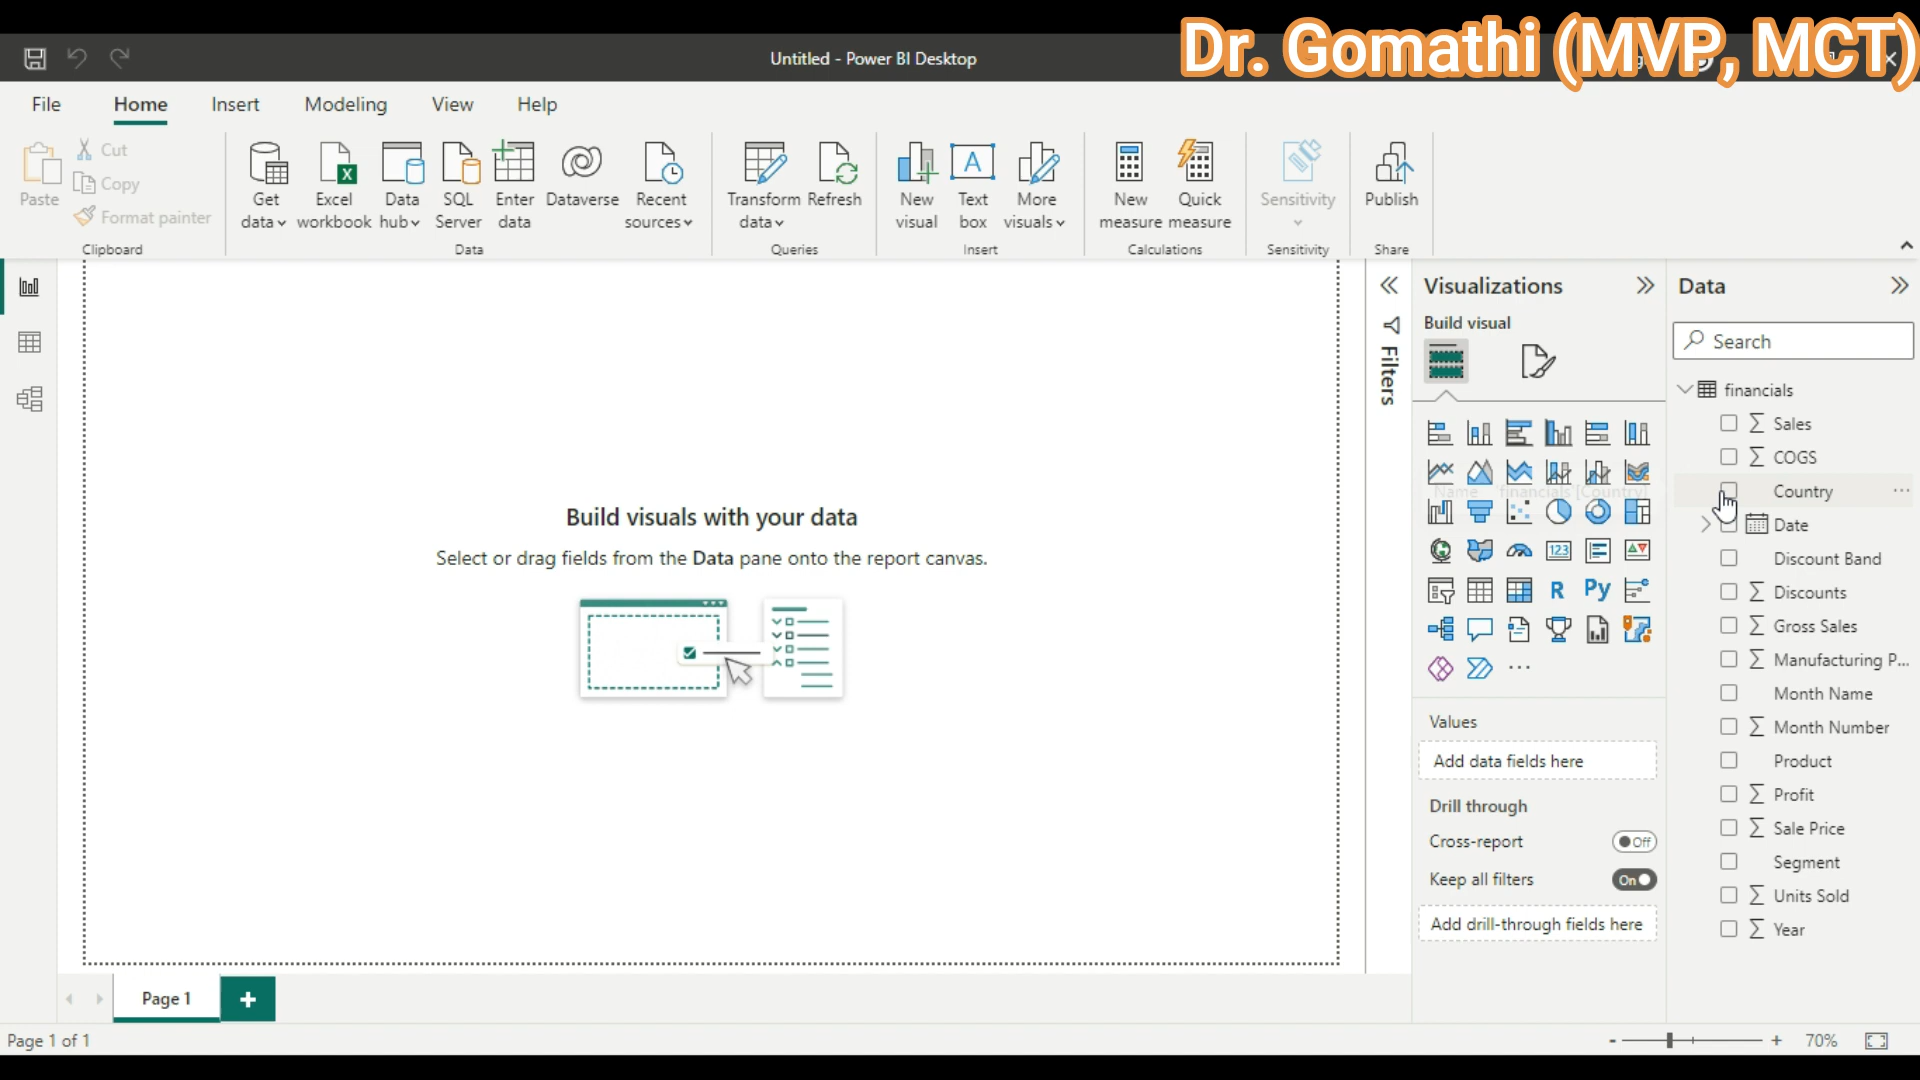 Dr. Gomathi (MVP, MCT)
Untitled - Power BI Desktop
File Home Insert Modeling View Help
Paste
Cut
Copy
Format painter
Clipboard
Get data
Excel workbook
Data hub
SQL Server
Enter data
Dataverse
Recent sources
Data
Transform data
Refresh
Queries
New visual
Text box
More visuals
Insert
New measure
Quick measure
Calculations
Sensitivity
Sensitivity
Publish
Share
Build visuals with your data
Select or drag fields from the Data pane onto the report canvas.
Filters
Visualizations
Build visual
Name financials [Country]
123
R
Py
Values
Add data fields here
Drill through
Cross-report
Off
Keep all filters
On
Add drill-through fields here
Data
Search
financials
Sales
COGS
Country
Date
Discount Band
Discounts
Gross Sales
Manufacturing P...
Month Name
Month Number
Product
Profit
Sale Price
Segment
Units Sold
Year
Page 1
Page 1 of 1
70%